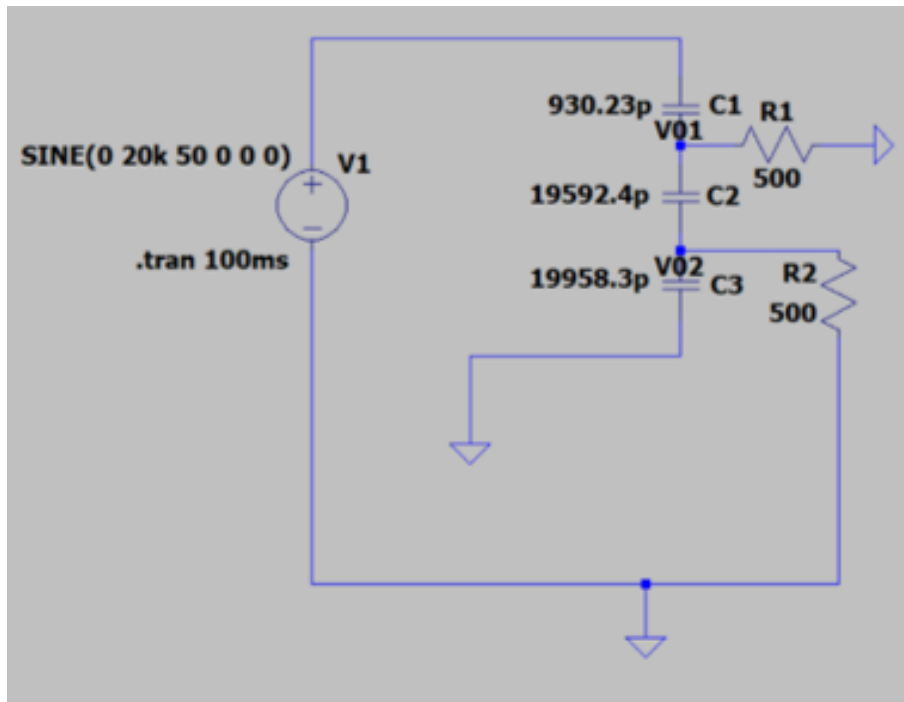 930.23p C1 R1
V01
SINE(0 20k 50 0 0 0) V1
500
19592.4p C2
.tran 100ms
V02 R2
19958.3p C3
500